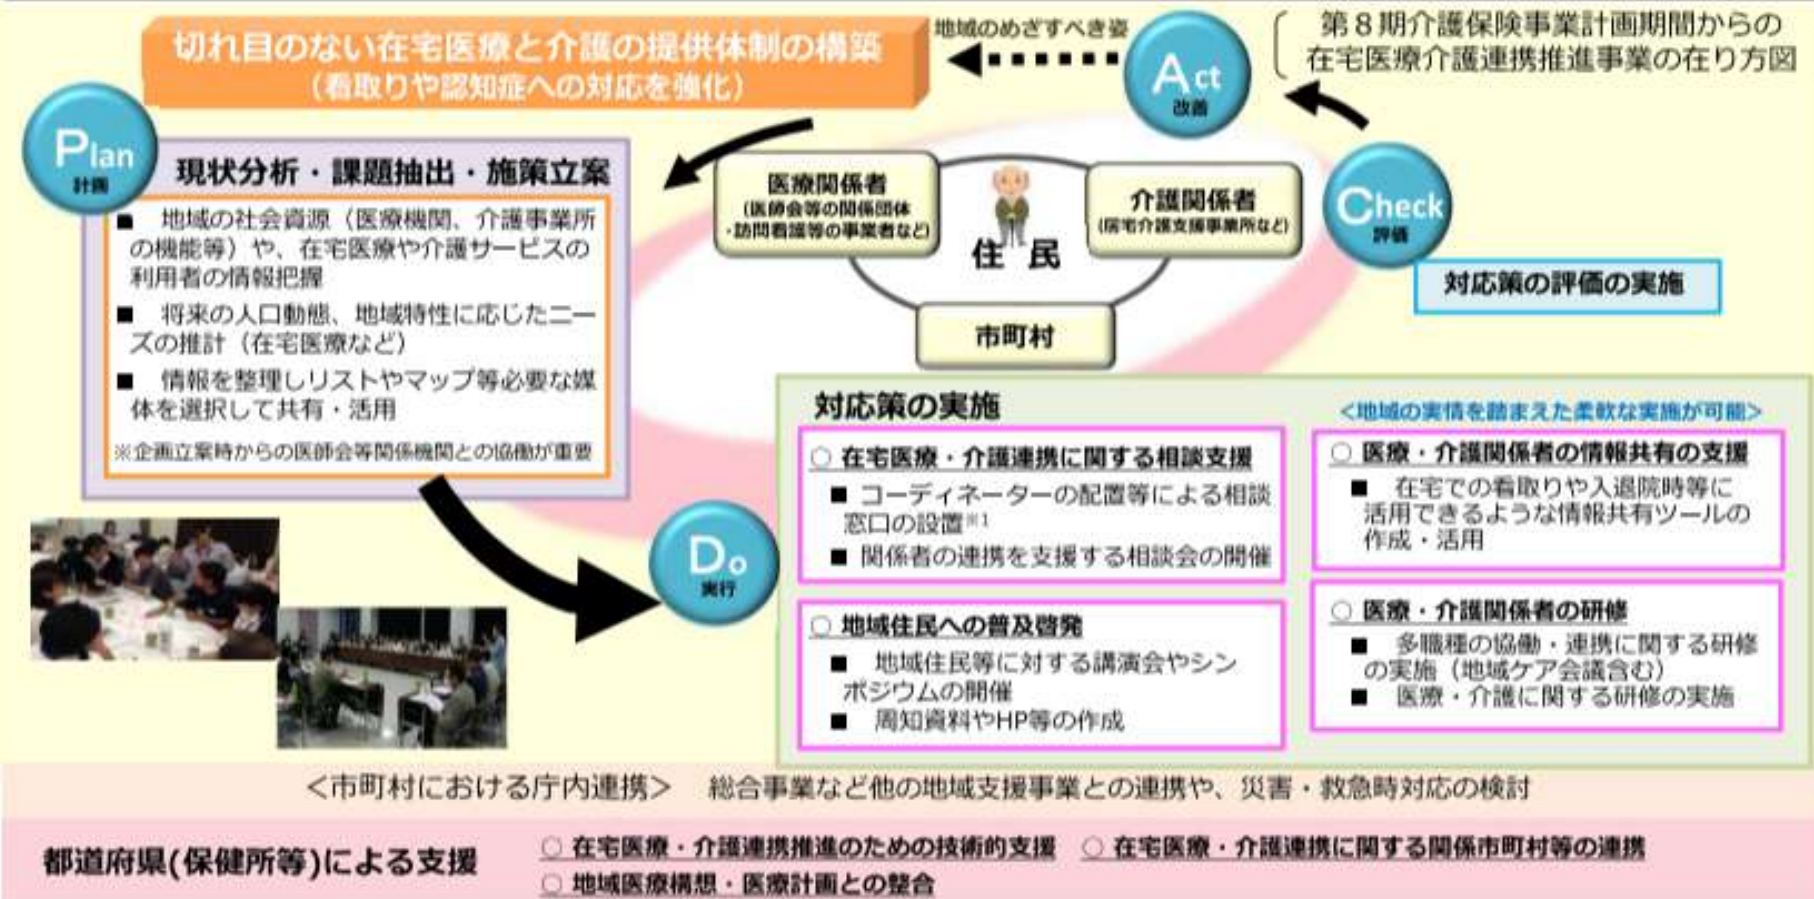 切れ目のない在宅医療と介護の提供体制の構築
(看取りや認知症への対応を強化)
地域のめざすべき姿
Act
改善
第8期介護保険事業計画期間からの
在宅医療介護連携推進事業の在り方図
Plan
計画
現状分析・課題抽出・施策立案
■ 地域の社会資源(医療機関、介護事業所
の機能等)や、在宅医療や介護サービスの
利用者の情報把握
■ 将来の人口動態、地域特性に応じたニー
ズの推計(在宅医療など)
■ 情報を整理しリストやマップ等必要な媒
体を選択して共有・活用
※企画立案時からの医師会等関係機関との協働が重要
医療関係者
(医師会等の関係団体
・訪問看護等の事業者など)
住民
介護関係者
(居宅介護支援事業所など)
市町村
Check
評価
対応策の評価の実施
Do
実行
対応策の実施
<地域の実情を踏まえた柔軟な実施が可能>
○ 在宅医療・介護連携に関する相談支援
■ コーディネーターの配置等による相談
窓口の設置※1
■ 関係者の連携を支援する相談会の開催
○ 地域住民への普及啓発
■ 地域住民等に対する講演会やシン
ポジウムの開催
■ 周知資料やHP等の作成
○ 医療・介護関係者の情報共有の支援
■ 在宅での看取りや入退院時等に
活用できるような情報共有ツールの
作成・活用
○ 医療・介護関係者の研修
■ 多職種の協働・連携に関する研修
の実施(地域ケア会議含む)
■ 医療・介護に関する研修の実施
<市町村における庁内連携> 総合事業など他の地域支援事業との連携や、災害・救急時対応の検討
都道府県(保健所等)による支援
○ 在宅医療・介護連携推進のための技術的支援 ○ 在宅医療・介護連携に関する関係市町村等の連携
○ 地域医療構想・医療計画との整合